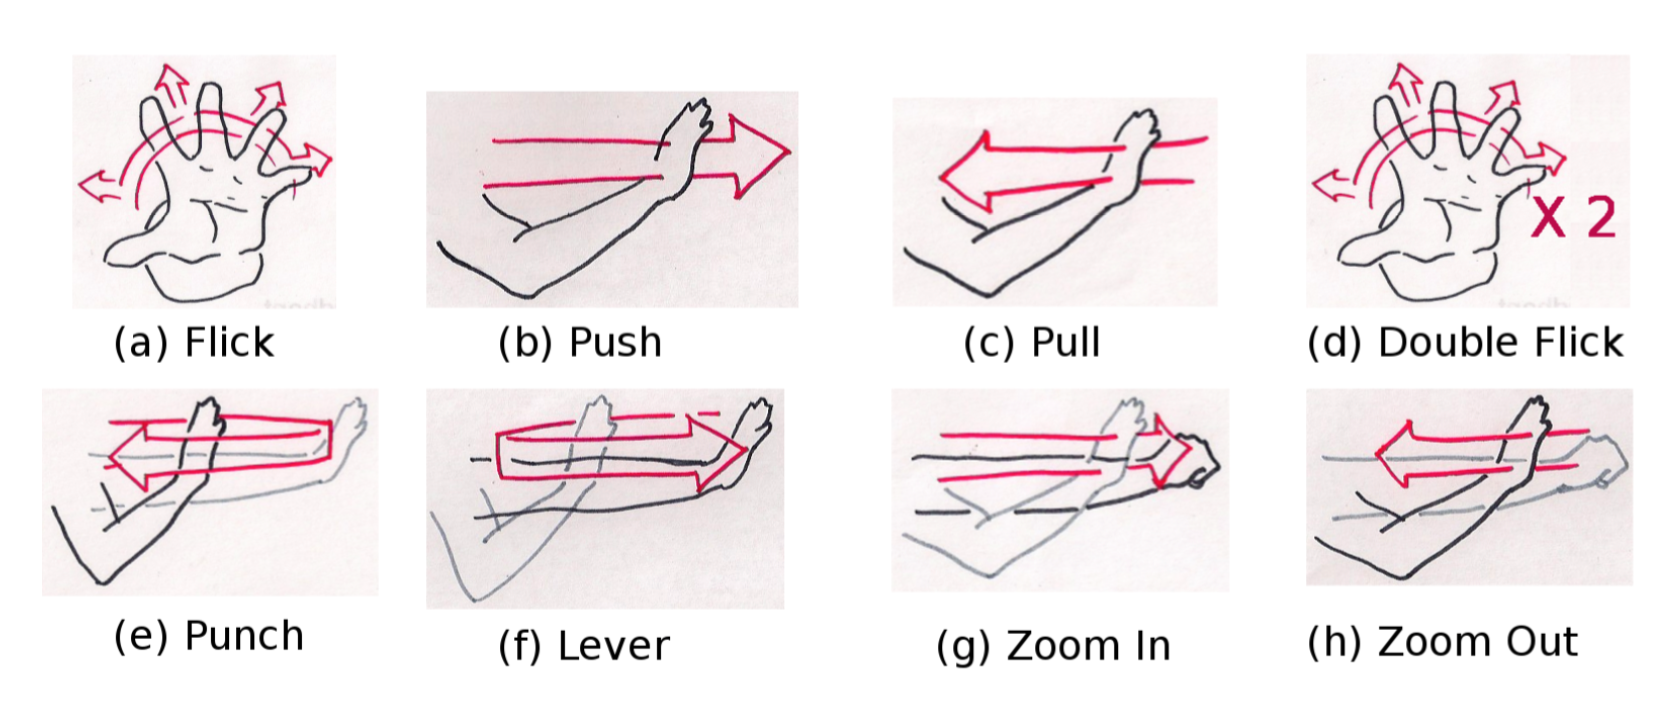 (a) Flick
(b) Push
(c) Pull
X 2
(d) Double Flick
(e) Punch
(f) Lever
(g) Zoom In
(h) Zoom Out